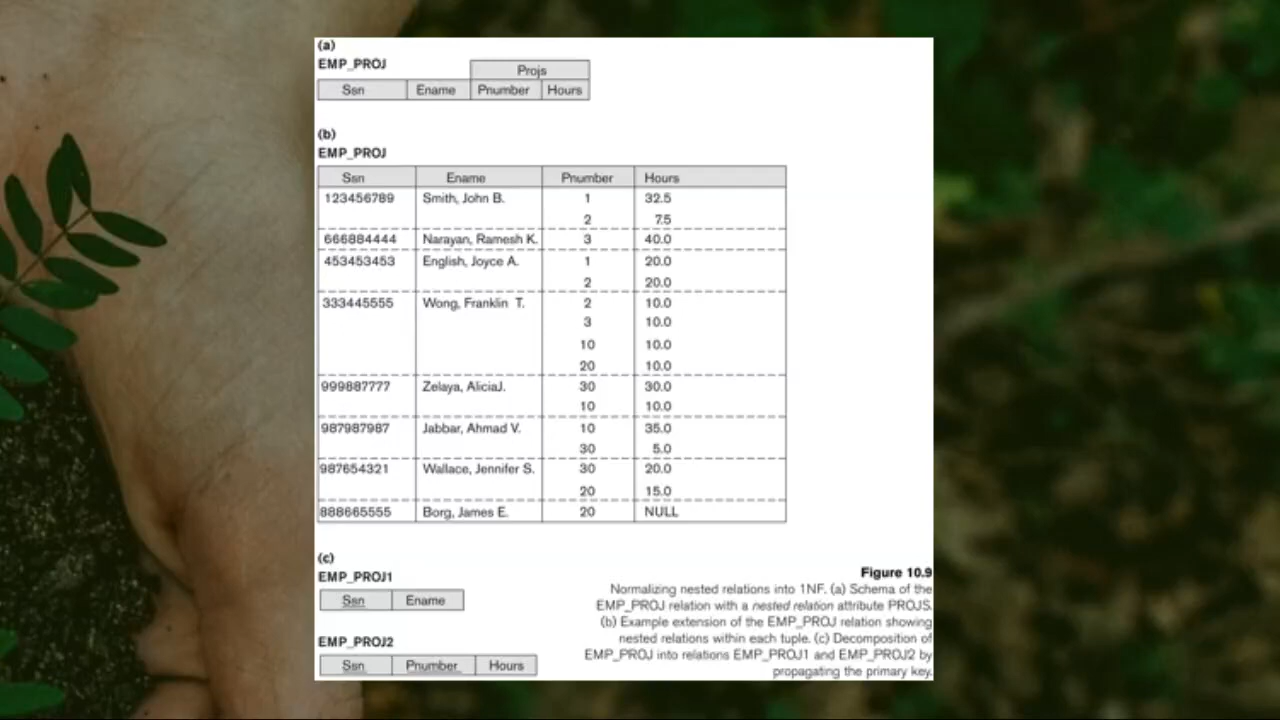 (a)
EMP_PROJ
Projs
Ssn Ename Pnumber Hours
(b)
EMP_PROJ
Ssn Ename Pnumber Hours
123456789 Smith, John B. 1 32.5
2 7.5
666884444 Narayan, Ramesh K. 3 40.0
453453453 English, Joyce A. 1 20.0
2 20.0
333445555 Wong, Franklin T. 2 10.0
3 10.0
10 10.0
20 10.0
999887777 Zelaya, AliciaJ. 30 30.0
10 10.0
987987987 Jabbar, Ahmad V. 10 35.0
30 5.0
987654321 Wallace, Jennifer S. 30 20.0
20 15.0
888665555 Borg, James E. 20 NULL
(c)
EMP_PROJ1
Ssn Ename
EMP_PROJ2
Ssn Pnumber Hours
Figure 10.9
Normalizing nested relations into 1NF. (a) Schema of the
EMP_PROJ relation with a nested relation attribute PROJS.
(b) Example extension of the EMP_PROJ relation showing
nested relations within each tuple. (c) Decomposition of
EMP_PROJ into relations EMP_PROJ1 and EMP_PROJ2 by
propagating the primary key.